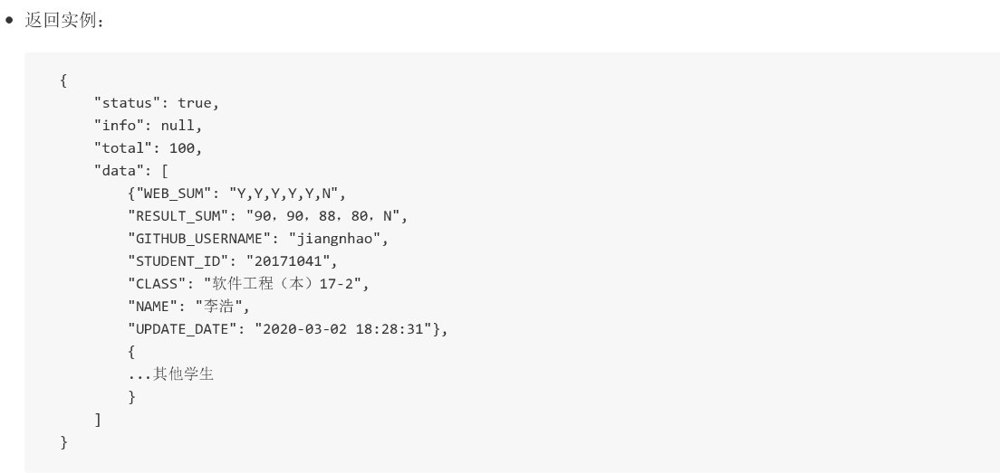 • 返回实例：
{
    "status": true,
    "info": null,
    "total": 100,
    "data": [
        {"WEB_SUM": "Y,Y,Y,Y,Y,N",
        "RESULT_SUM": "90，90，88，80，N",
        "GITHUB_USERNAME": "jiangnhao",
        "STUDENT_ID": "20171041",
        "CLASS": "软件工程（本）17-2",
        "NAME": "李浩",
        "UPDATE_DATE": "2020-03-02 18:28:31"},
        {
        ...其他学生
        }
    ]
}